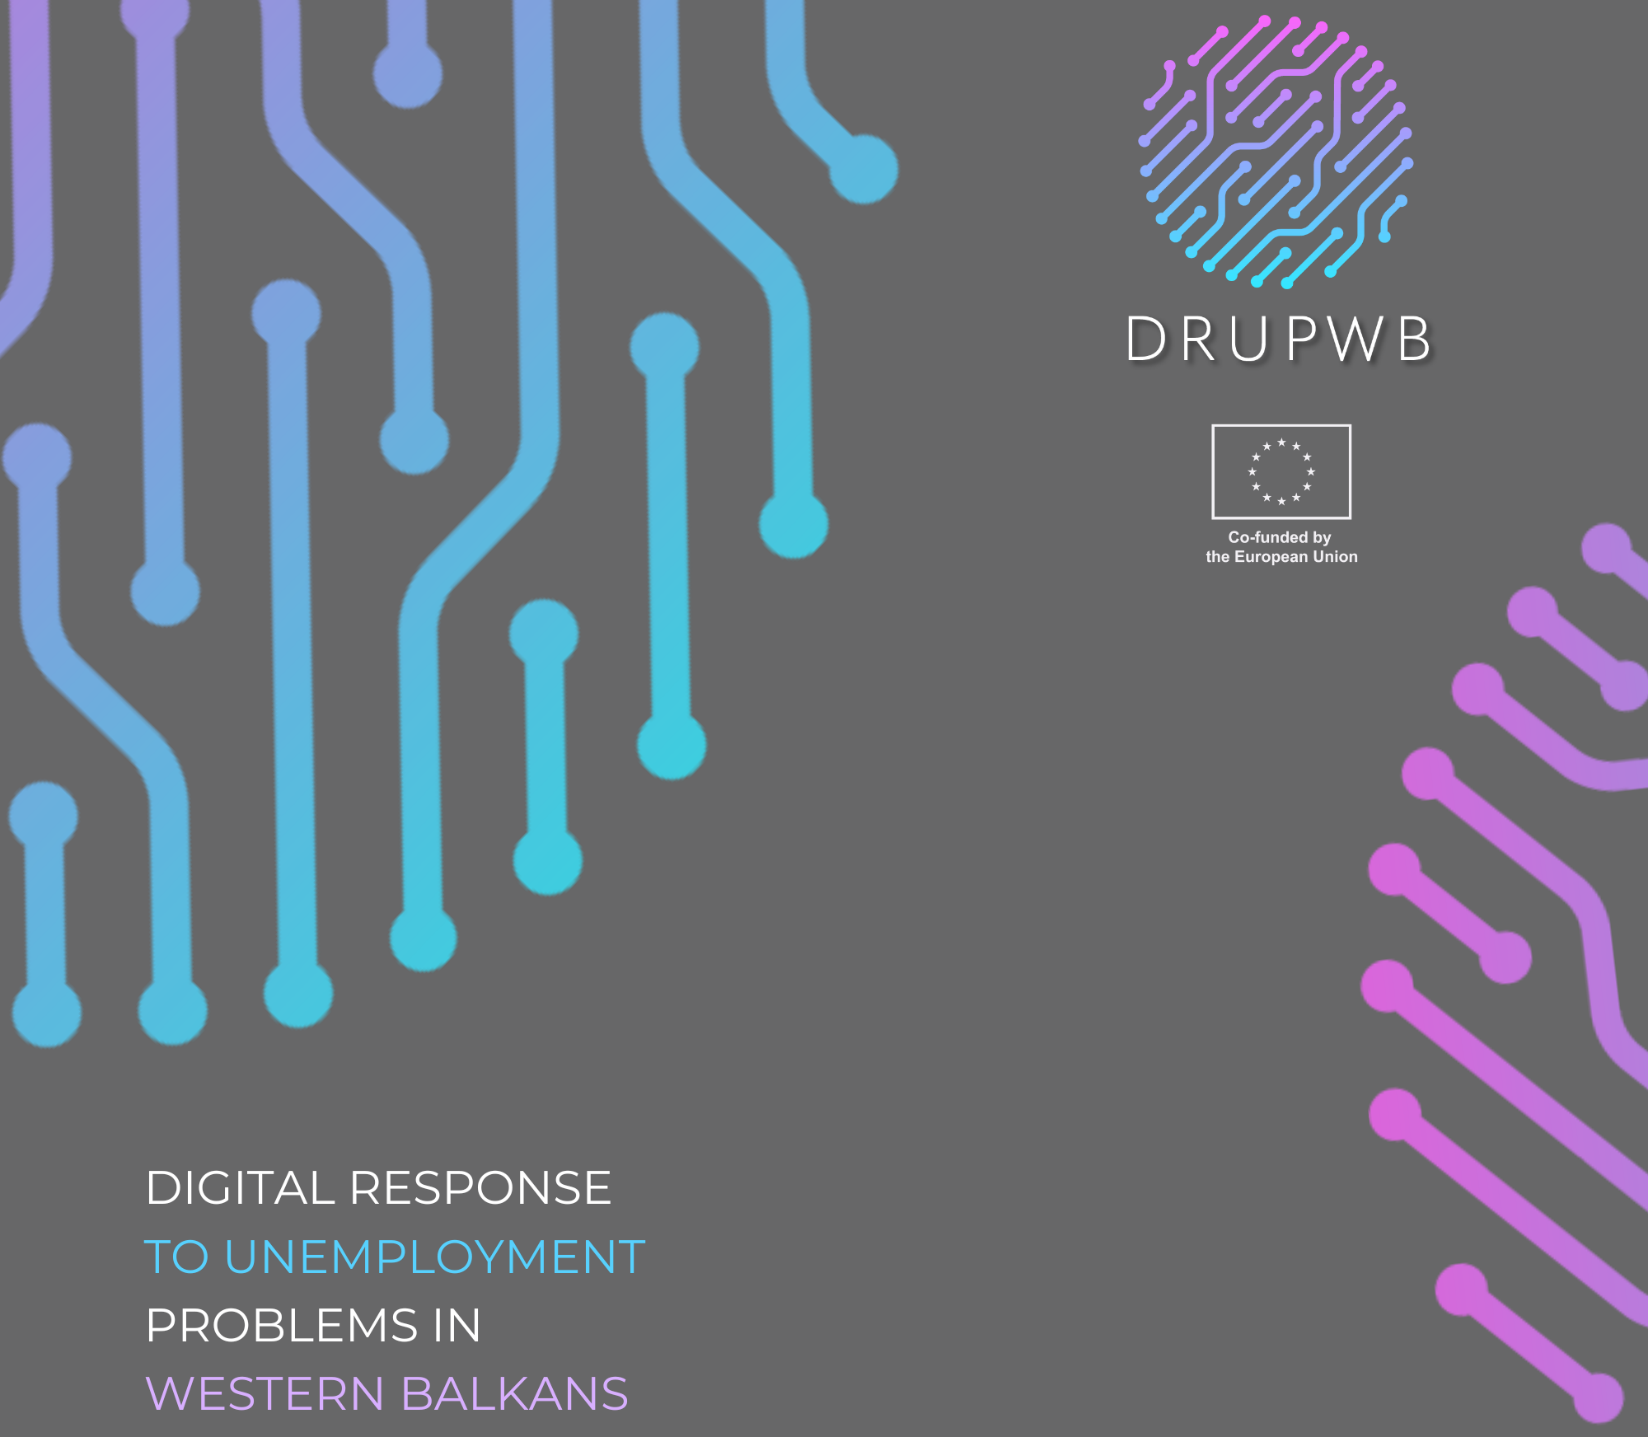 DRUPWB
Co-funded by
the European Union
DIGITAL RESPONSE
TO UNEMPLOYMENT
PROBLEMS IN
WESTERN BALKANS